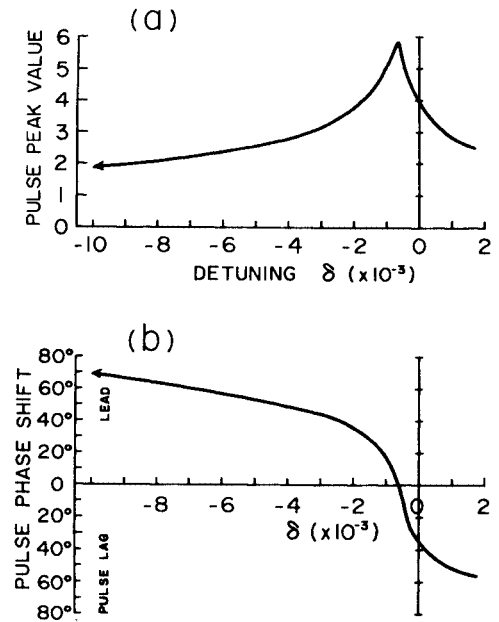 (a)
PULSE PEAK VALUE
6
5
4
3
2
1
0
-10 -8 -6 -4 -2 0 2
DETUNING δ (x10⁻³)
(b)
PULSE PHASE SHIFT
80°
60°
40°
20°
0
20°
40°
60°
80°
LEAD
PULSE LAG
-8 -6 -4 -2 0 2
δ (x10⁻³)